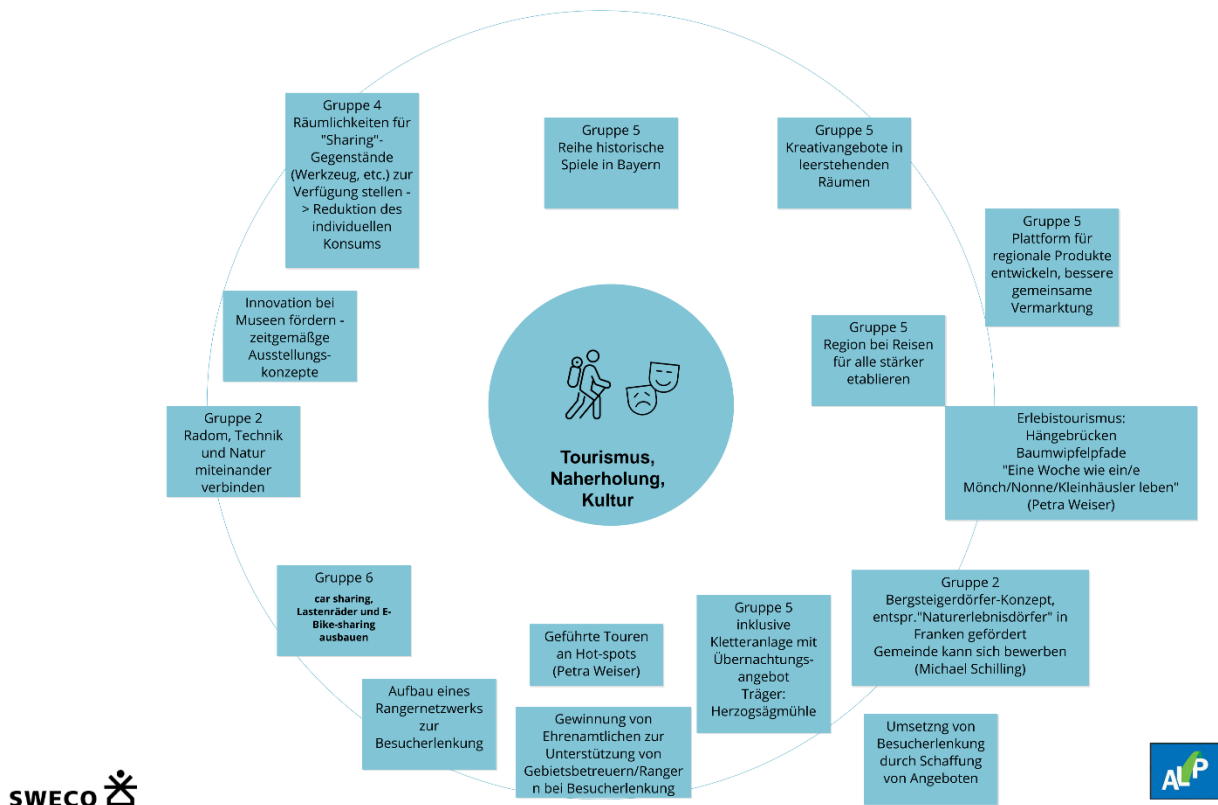 Gruppe 4
Räumlichkeiten für
"Sharing"-
Gegenstände
(Werkzeug, etc.) zur
Verfügung stellen -
> Reduktion des
individuellen
Konsums
Gruppe 5
Reihe historische
Spiele in Bayern
Gruppe 5
Kreativangebote in
leerstehenden
Räumen
Gruppe 5
Plattform für
regionale Produkte
entwickeln, bessere
gemeinsame
Vermarktung
Innovation bei
Museen fördern -
zeitgemäßge
Ausstellungs-
konzepte
Gruppe 5
Region bei Reisen
für alle stärker
etablieren
Gruppe 2
Radom, Technik
und Natur
miteinander
verbinden
Tourismus,
Naherholung,
Kultur
Erlebistourismus:
Hängebrücken
Baumwipfelpfade
"Eine Woche wie ein/e
Mönch/Nonne/Kleinhäusler leben"
(Petra Weiser)
Gruppe 6
car sharing,
Lastenräder und E-
Bike-sharing
ausbauen
Geführte Touren
an Hot-spots
(Petra Weiser)
Gruppe 5
inklusive
Kletteranlage mit
Übernachtungs-
angebot
Träger:
Herzogsägmühle
Gruppe 2
Bergsteigerdörfer-Konzept,
entspr."Naturerlebnisdörfer" in
Franken gefördert
Gemeinde kann sich bewerben
(Michael Schilling)
Aufbau eines
Rangernetzwerks
zur
Besucherlenkung
Gewinnung von
Ehrenamtlichen zur
Unterstützung von
Gebietsbetreuern/Ranger
n bei Besucherlenkung
Umsetzng von
Besucherlenkung
durch Schaffung
von Angeboten
SWECO
ALP